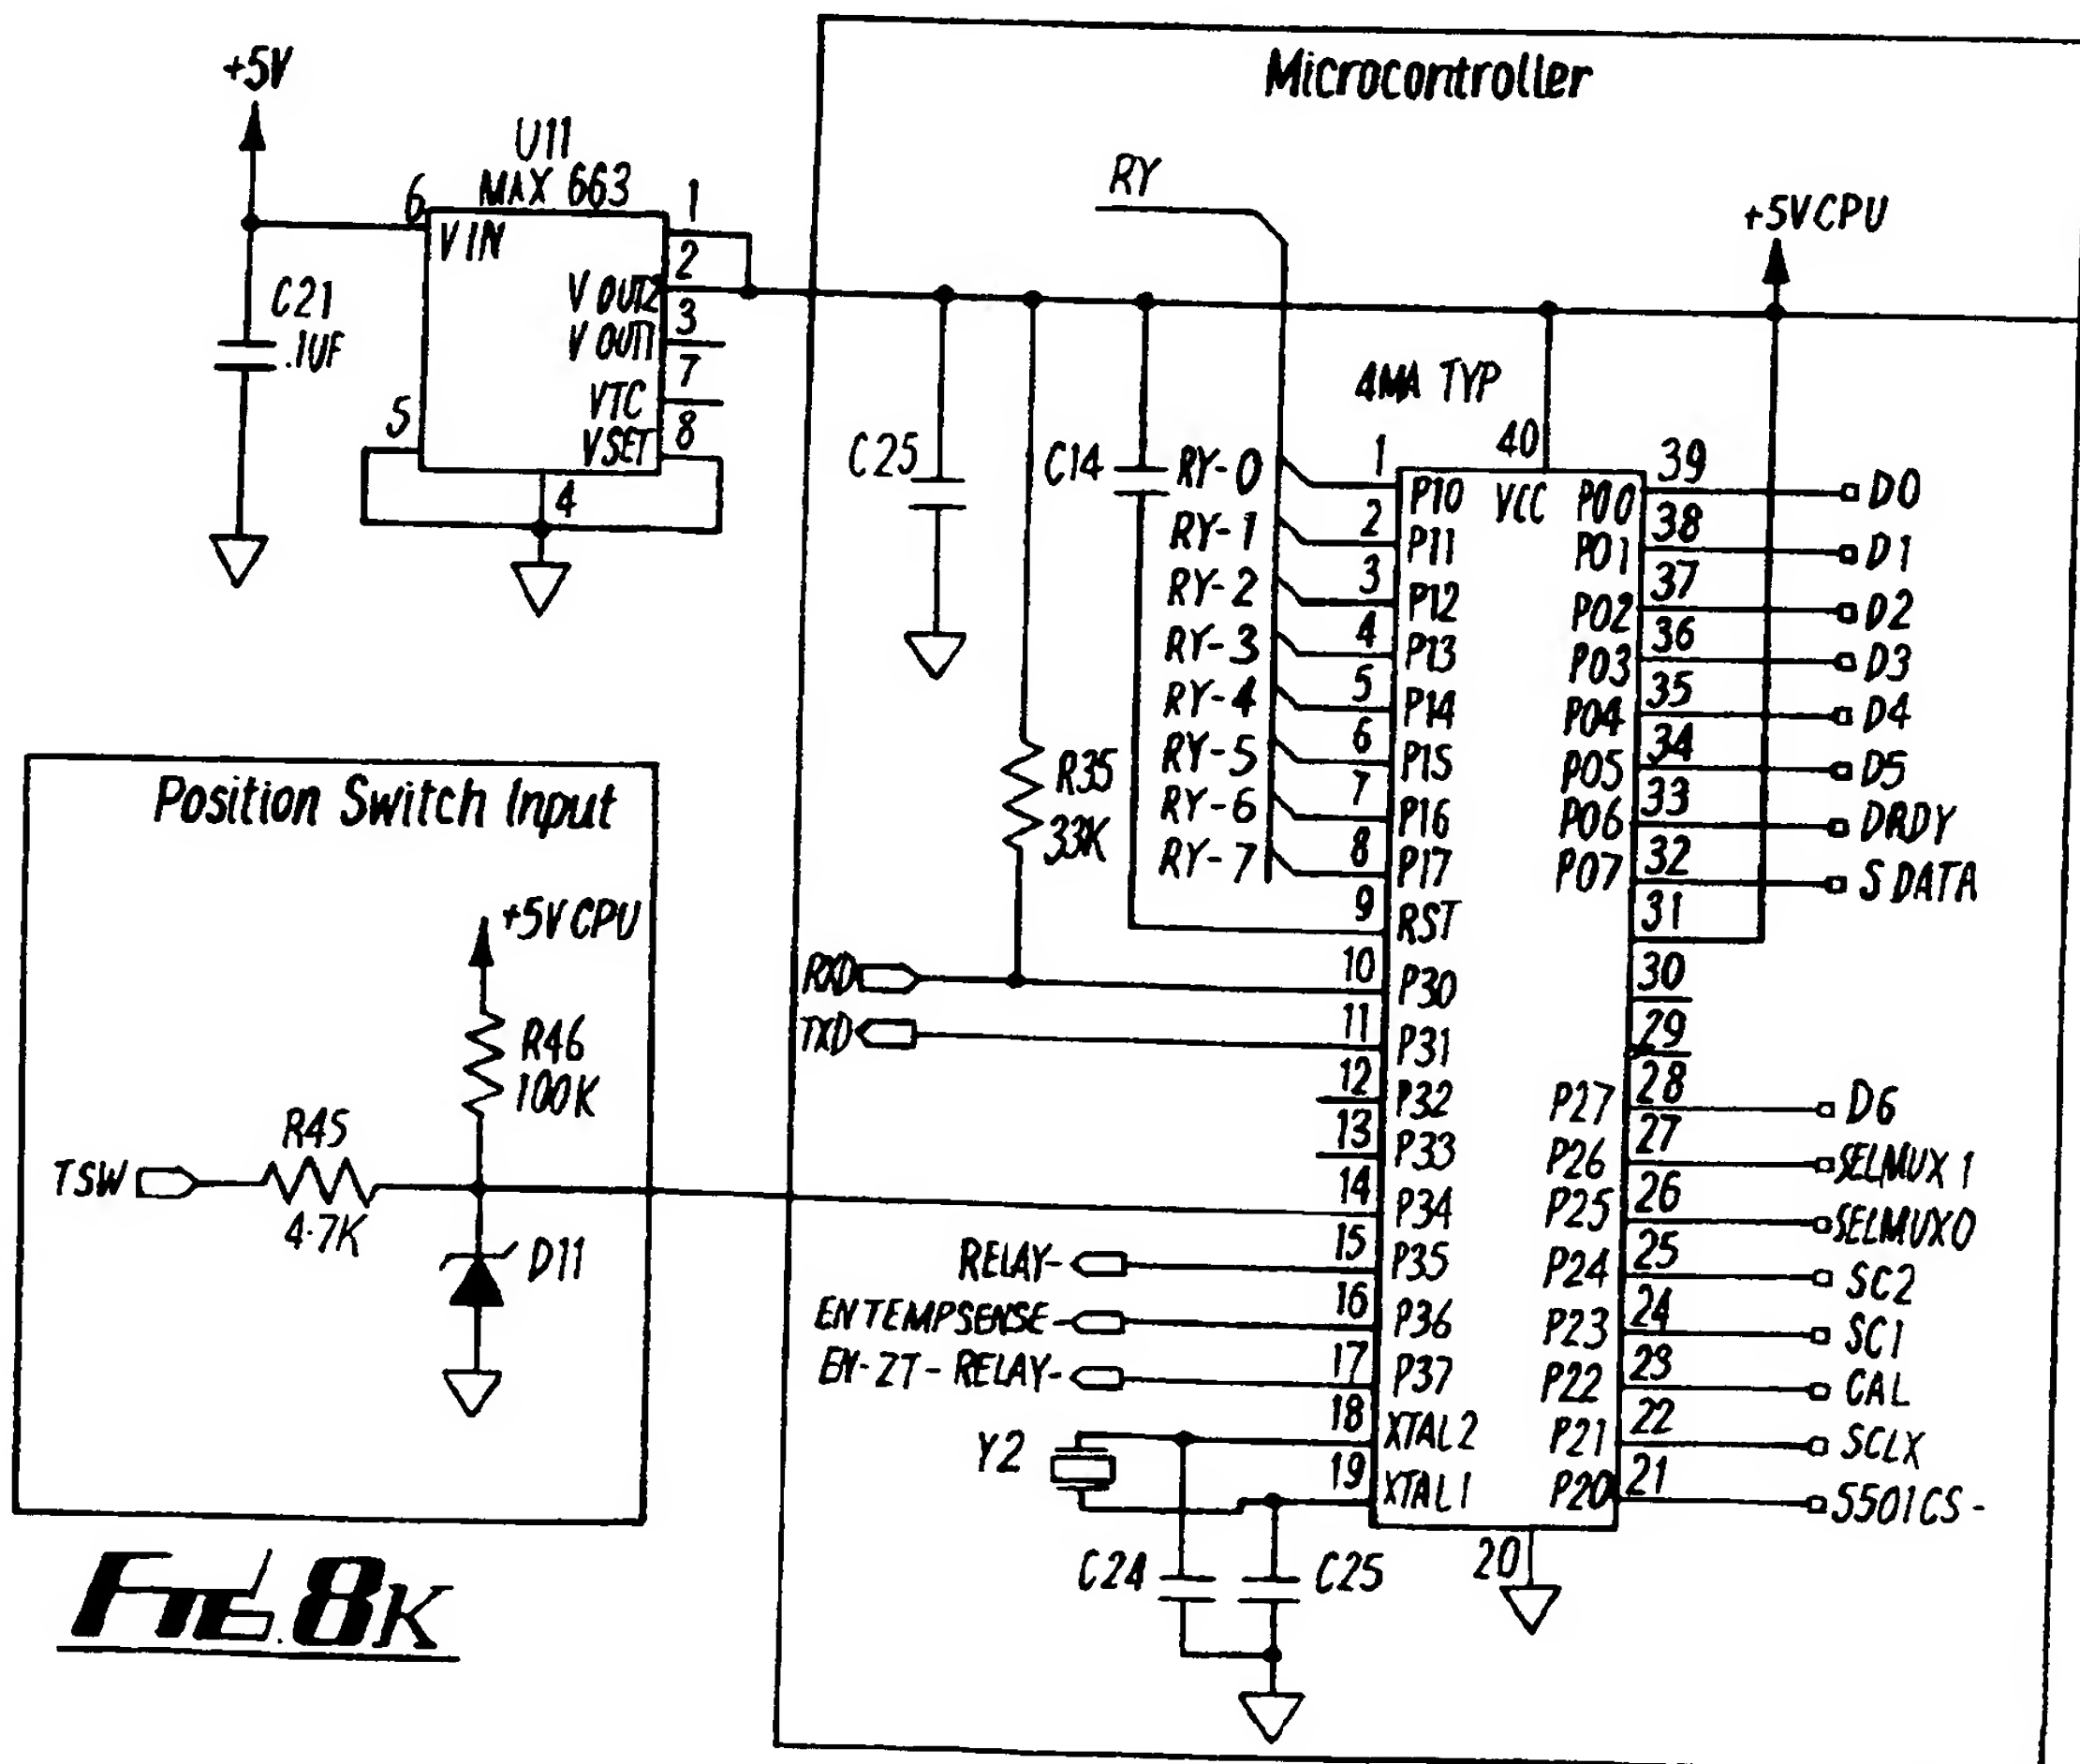 Microcontroller
+5V
U11
MAX 663
6
1
VIN
2
V OUT2
3
V OUT1
7
VTC
8
VSET
5
4
C21
.1UF
RY
+5V CPU
4MA TYP
C25
C14
R35
33K
40
VCC
RY-0
1
P10
RY-1
2
P11
RY-2
3
P12
RY-3
4
P13
RY-4
5
P14
RY-5
6
P15
RY-6
7
P16
RY-7
8
P17
9
RST
RXD
10
P30
TXD
11
P31
12
P32
13
P33
14
P34
RELAY-
15
P35
EN TEMPSENSE-
16
P36
EN-ZT-RELAY-
17
P37
18
XTAL2
19
XTAL1
Y2
C24
C25
20
P00
39
D0
P01
38
D1
P02
37
D2
P03
36
D3
P04
35
D4
P05
34
D5
P06
33
DRDY
P07
32
S DATA
31
30
29
P27
28
D6
P26
27
SELMUX 1
P25
26
SELMUX0
P24
25
SC2
P23
24
SC1
P22
23
CAL
P21
22
SCLX
P20
21
5501CS-
Position Switch Input
+5V CPU
R46
100K
R45
TSW
4.7K
D11
FIG. 8K